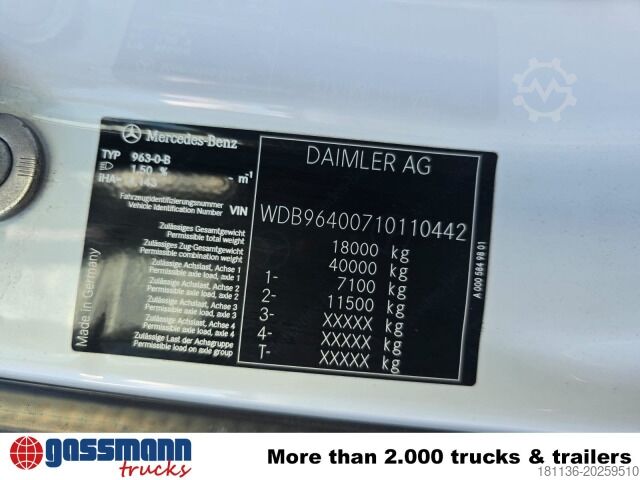 Mercedes-Benz
DAIMLER AG
TYP 963-0-B
1,50 %
- m-1
IHA-
Fahrzeugidentifizierungsnummer
Vehicle Identification Number VIN
WDB96400710110442
Zulässiges Gesamtgewicht
Permissible total weight
18000 kg
Zulässiges Zug-Gesamtgewicht
Permissible combination weight
40000 kg
Zulässige Achslast, Achse 1
Permissible axle load, axle 1
1- 7100 kg
Zulässige Achslast, Achse 2
Permissible axle load, axle 2
2- 11500 kg
Zulässige Achslast, Achse 3
Permissible axle load, axle 3
3- XXXXX kg
Zulässige Achslast, Achse 4
Permissible axle load, axle 4
4- XXXXX kg
Zulässige Last der Achsgruppe
Permissible load on axle group
T- XXXXX kg
Made in Germany
A 000 584 98 01
gassmann
trucks
More than 2.000 trucks & trailers
181136-20259510